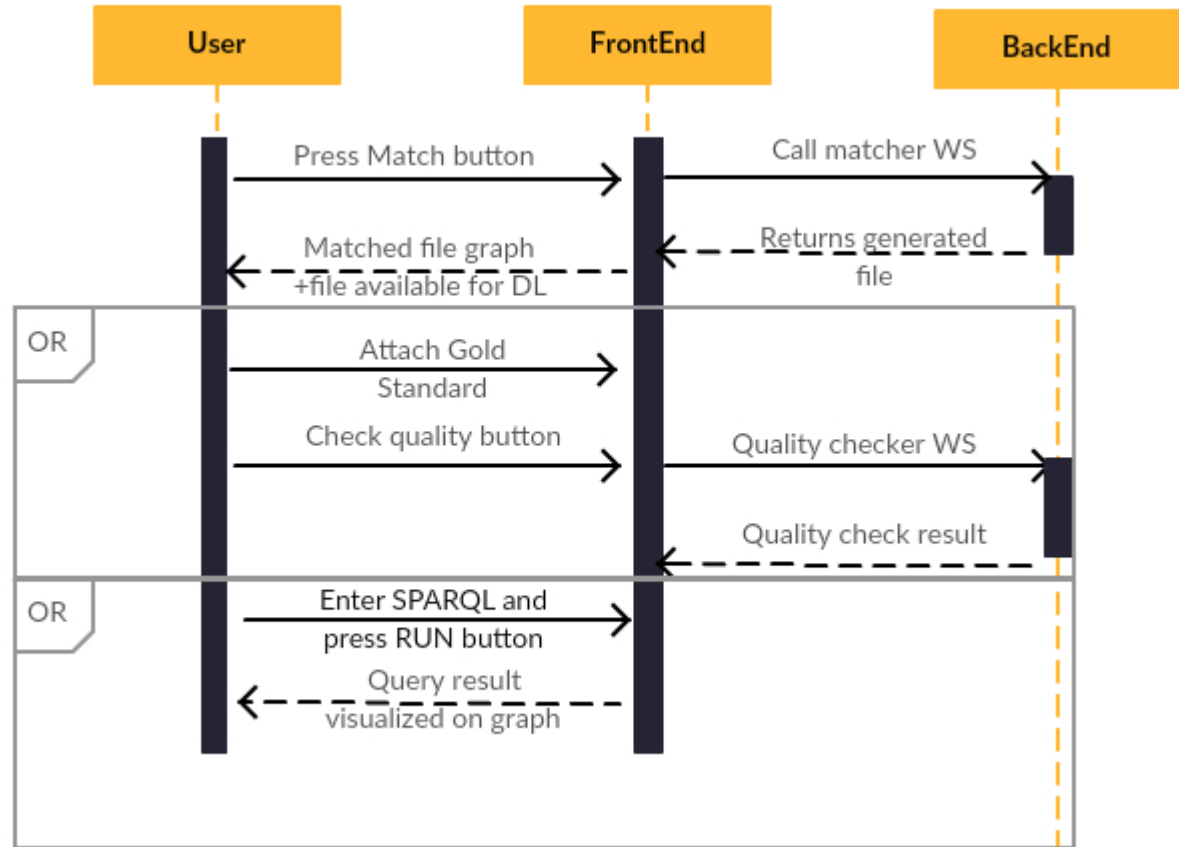 User
FrontEnd
BackEnd
Press Match button
Call matcher WS
Matched file graph
+file available for DL
Returns generated
file
OR
Attach Gold
Standard
Check quality button
Quality checker WS
Quality check result
OR
Enter SPARQL and
press RUN button
Query result
visualized on graph